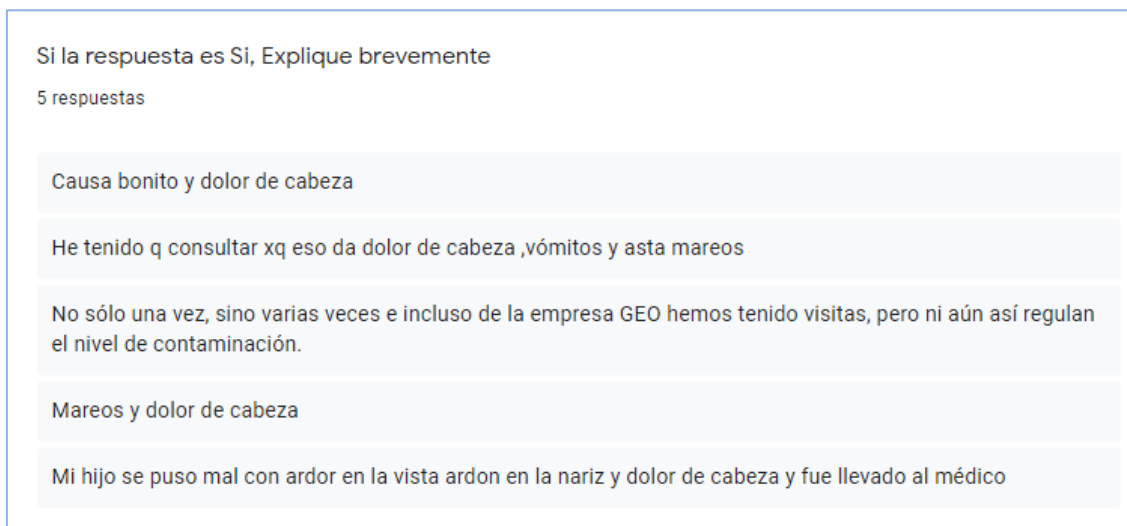 Si la respuesta es Si, Explique brevemente
5 respuestas
Causa bonito y dolor de cabeza
He tenido q consultar xq eso da dolor de cabeza ,vómitos y asta mareos
No sólo una vez, sino varias veces e incluso de la empresa GEO hemos tenido visitas, pero ni aún así regulan
el nivel de contaminación.
Mareos y dolor de cabeza
Mi hijo se puso mal con ardor en la vista ardon en la nariz y dolor de cabeza y fue llevado al médico